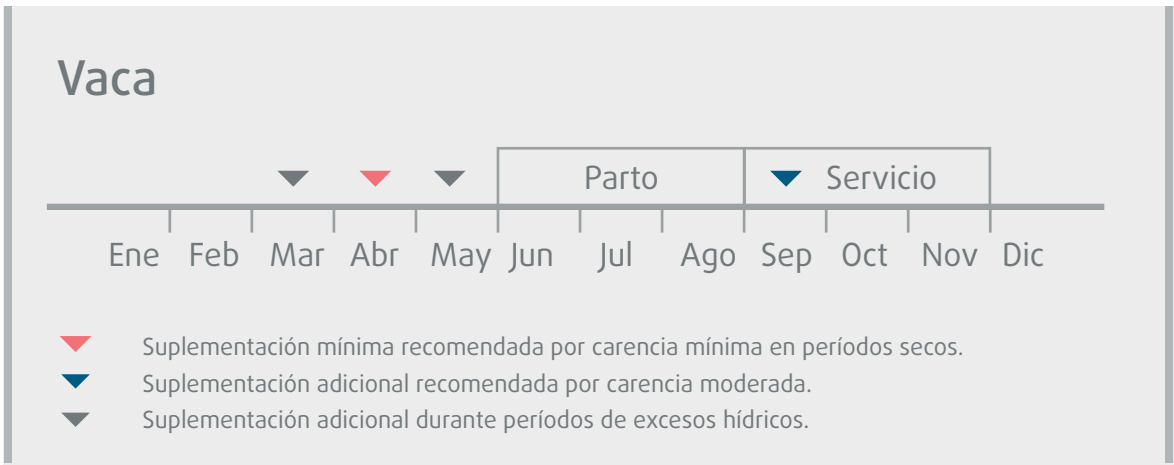 Vaca
Parto Servicio
Ene Feb Mar Abr May Jun Jul Ago Sep Oct Nov Dic
Suplementación mínima recomendada por carencia mínima en períodos secos.
Suplementación adicional recomendada por carencia moderada.
Suplementación adicional durante períodos de excesos hídricos.